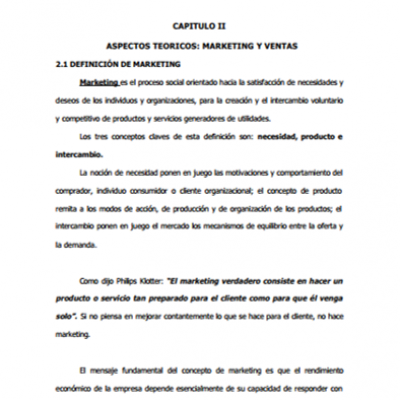 CAPITULO II
ASPECTOS TEORICOS: MARKETING Y VENTAS
2.1 DEFINICIÓN DE MARKETING
Marketing es el proceso social orientado hacia la satisfacción de necesidades y
deseos de los individuos y organizaciones, para la creación y el intercambio voluntario
y competitivo de productos y servicios generadores de utilidades.
Los tres conceptos claves de esta definición son: necesidad, producto e
intercambio.
La noción de necesidad ponen en juego las motivaciones y comportamiento del
comprador, individuo consumidor o cliente organizacional; el concepto de producto
remita a los modos de acción, de producción y de organización de los productos; el
intercambio ponen en juego el mercado los mecanismos de equilibrio entre la oferta y
la demanda.
Como dijo Philips Klotter: "El marketing verdadero consiste en hacer un
producto o servicio tan preparado para el cliente como para que él venga
solo". Si no piensa en mejorar contantemente lo que se hace para el cliente, no hace
marketing.
El mensaje fundamental del concepto de marketing es que el rendimiento
económico de la empresa depende esencialmente de su capacidad de responder con